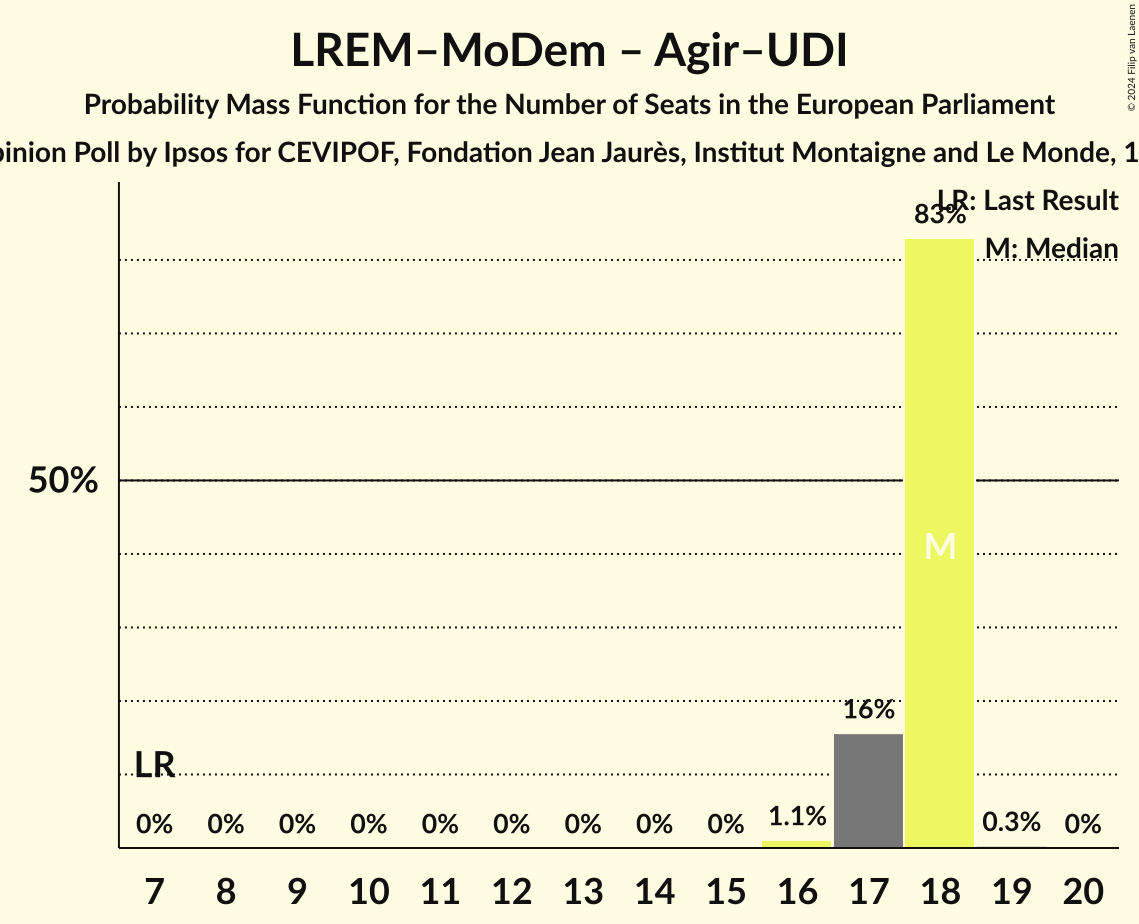 LREM–MoDem – Agir–UDI
Probability Mass Function for the Number of Seats in the European Parliament
Opinion Poll by Ipsos for CEVIPOF, Fondation Jean Jaurès, Institut Montaigne and Le Monde, 1
© 2024 Filip van Laenen
LR: Last Result
M: Median
83%
50%
M
16%
LR
0% 0% 0% 0% 0% 0% 0% 0% 0% 1.1% 0.3% 0%
7 8 9 10 11 12 13 14 15 16 17 18 19 20